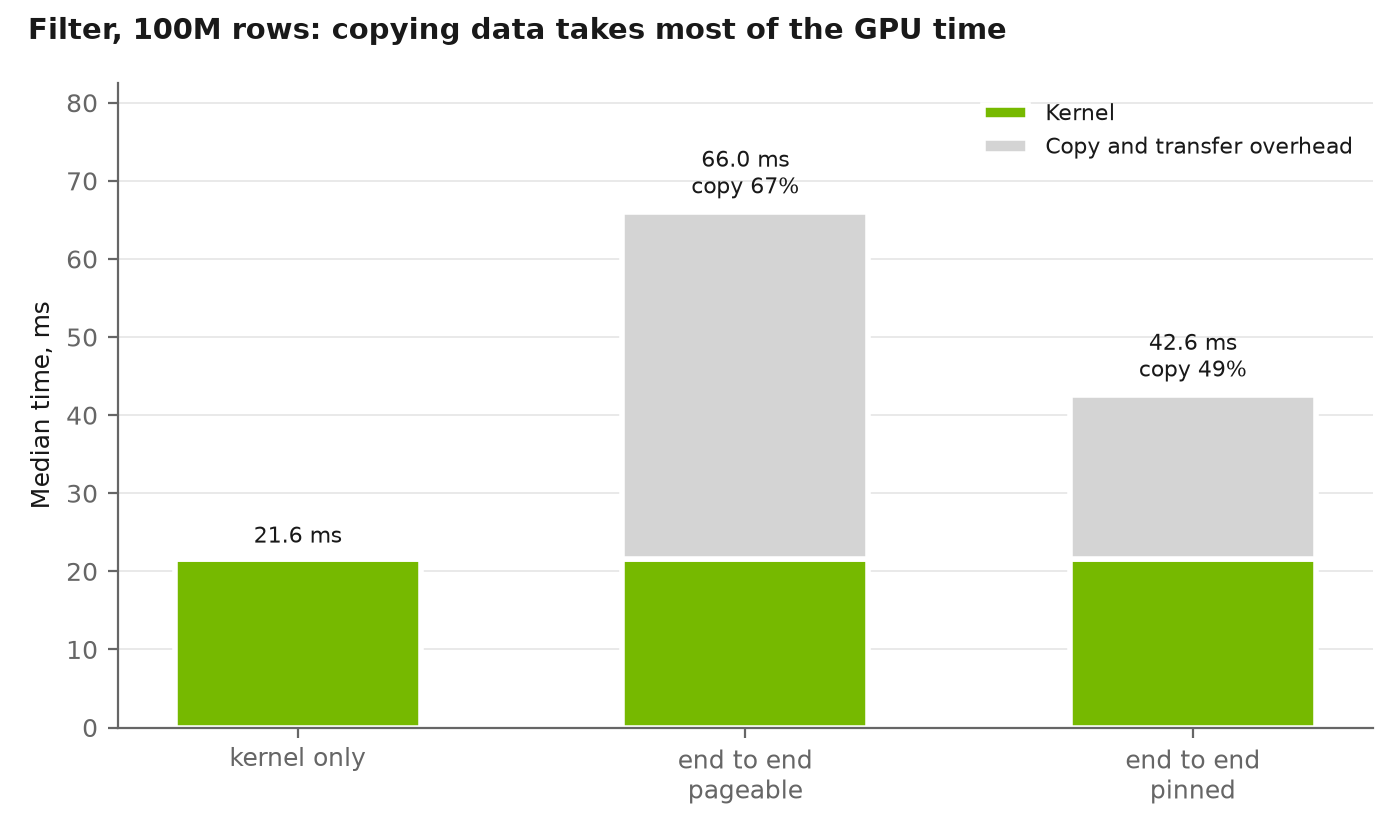 Filter, 100M rows: copying data takes most of the GPU time
Kernel
Copy and transfer overhead
Median time, ms
80
70
60
50
40
30
20
10
0
21.6 ms
66.0 ms
copy 67%
42.6 ms
copy 49%
kernel only
end to end
pageable
end to end
pinned